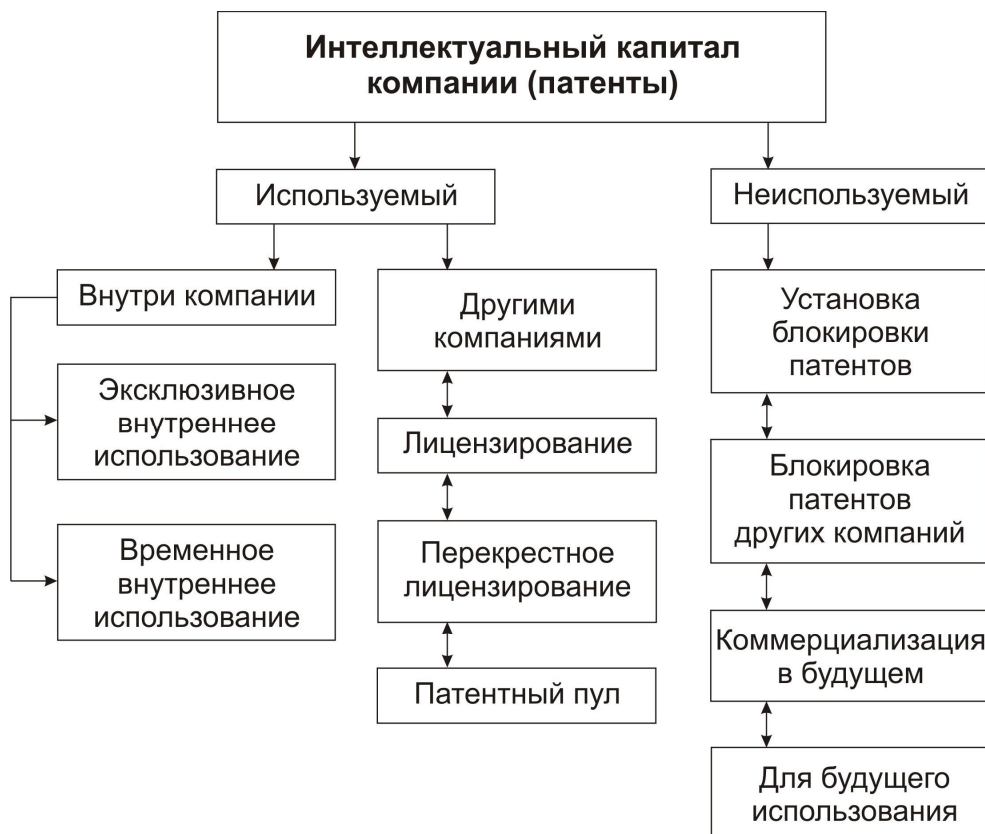 Интеллектуальный капитал
компании (патенты)
Используемый
Неиспользуемый
Внутри компании
Эксклюзивное
внутреннее
использование
Временное
внутреннее
использование
Другими
компаниями
Лицензирование
Перекрестное
лицензирование
Патентный пул
Установка
блокировки
патентов
Блокировка
патентов
других компаний
Коммерциализация
в будущем
Для будущего
использования